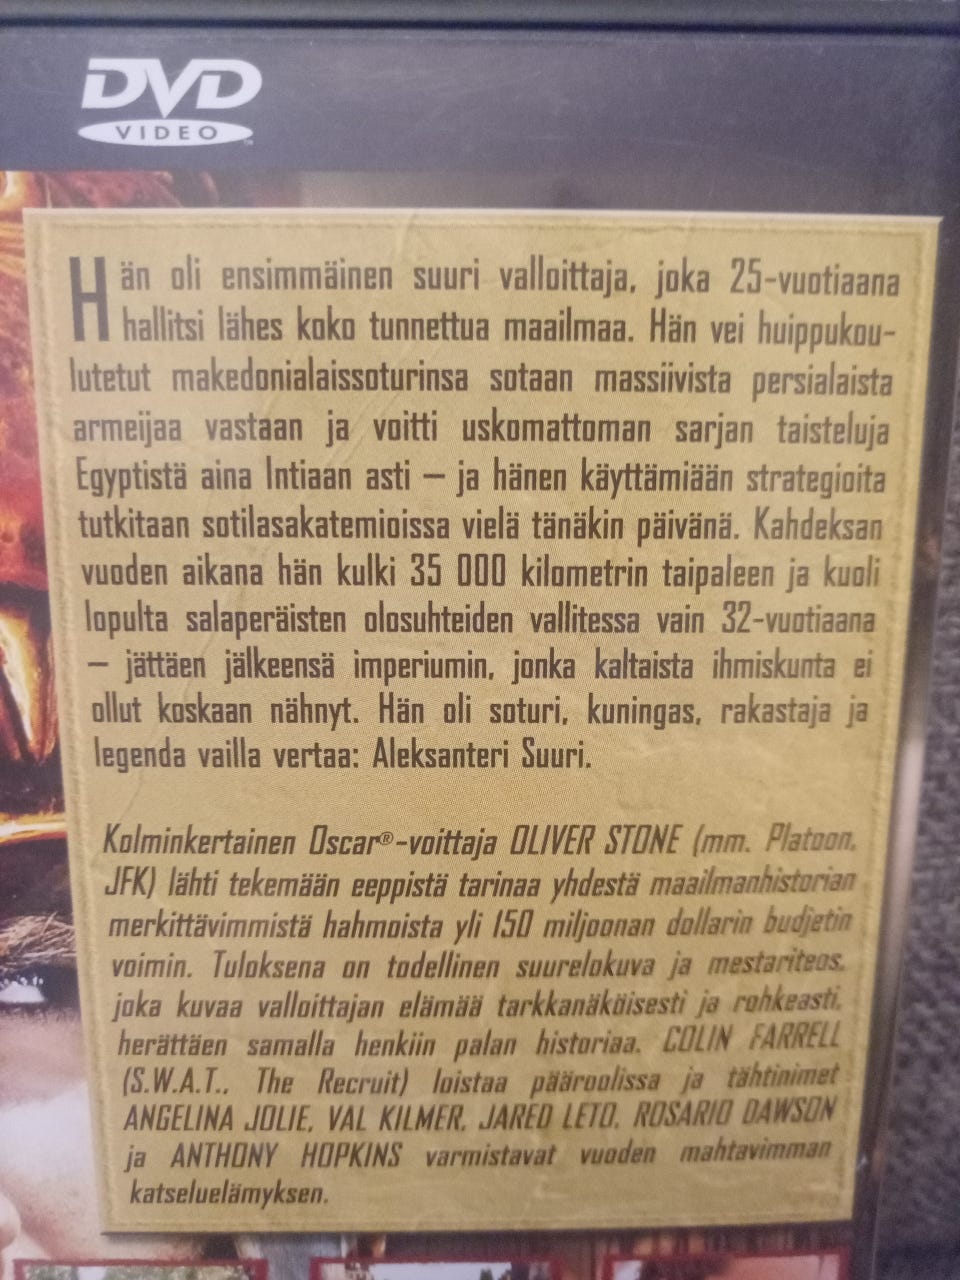 DVD
VIDEO
Hän oli ensimmäinen suuri valloittaja, joka 25-vuotiaana
hallitsi lähes koko tunnettua maailmaa. Hän vei huippukou-
lutetut makedonialaissoturinsa sotaan massiivista persialaista
armeijaa vastaan ja voitti uskomattoman sarjan taisteluja
Egyptistä aina Intiaan asti – ja hänen käyttämiään strategioita
tutkitaan sotilasakatemioissa vielä tänäkin päivänä. Kahdeksan
vuoden aikana hän kulki 35 000 kilometrin taipaleen ja kuoli
lopulta salaperäisten olosuhteiden vallitessa vain 32-vuotiaana
– jättäen jälkeensä imperiumin, jonka kaltaista ihmiskunta ei
ollut koskaan nähnyt. Hän oli soturi, kuningas, rakastaja ja
legenda vailla vertaa: Aleksanteri Suuri.
Kolminkertainen Oscar®-voittaja OLIVER STONE (mm. Platoon,
JFK) lähti tekemään eeppistä tarinaa yhdestä maailmanhistorian
merkittävimmistä hahmoista yli 150 miljoonan dollarin budjetin
voimin. Tuloksena on todellinen suurelokuva ja mestariteos,
joka kuvaa valloittajan elämää tarkkanäköisesti ja rohkeasti,
herättäen samalla henkiin palan historiaa. COLIN FARRELL
(S.W.A.T., The Recruit) loistaa pääroolissa ja tähtinimet
ANGELINA JOLIE, VAL KILMER, JARED LETO, ROSARIO DAWSON
ja ANTHONY HOPKINS varmistavat vuoden mahtavimman
katseluelämyksen.